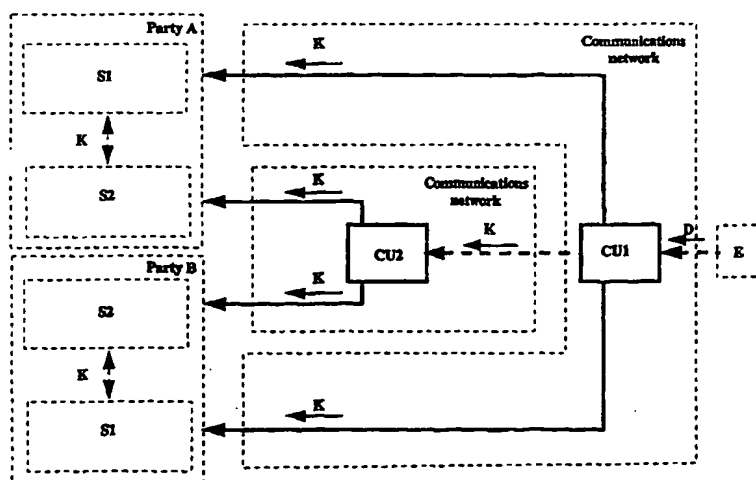 Party A
K
Communications
network
S1
K
S2
K
Communications
network
K
CU2
CU1
D
E
K
Party B
S2
K
S1
K